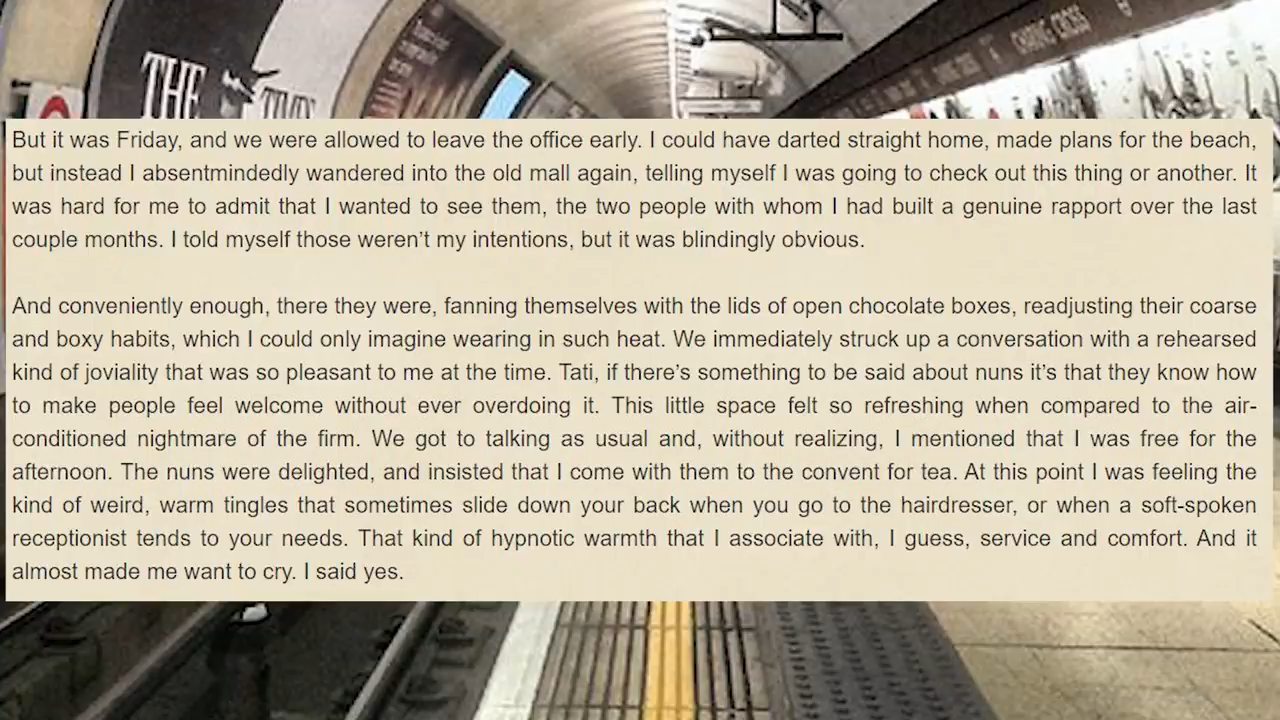 THE
CHARING CROSS
But it was Friday, and we were allowed to leave the office early. I could have darted straight home, made plans for the beach,
but instead I absentmindedly wandered into the old mall again, telling myself I was going to check out this thing or another. It
was hard for me to admit that I wanted to see them, the two people with whom I had built a genuine rapport over the last
couple months. I told myself those weren’t my intentions, but it was blindingly obvious.
And conveniently enough, there they were, fanning themselves with the lids of open chocolate boxes, readjusting their coarse
and boxy habits, which I could only imagine wearing in such heat. We immediately struck up a conversation with a rehearsed
kind of joviality that was so pleasant to me at the time. Tati, if there’s something to be said about nuns it’s that they know how
to make people feel welcome without ever overdoing it. This little space felt so refreshing when compared to the air-
conditioned nightmare of the firm. We got to talking as usual and, without realizing, I mentioned that I was free for the
afternoon. The nuns were delighted, and insisted that I come with them to the convent for tea. At this point I was feeling the
kind of weird, warm tingles that sometimes slide down your back when you go to the hairdresser, or when a soft-spoken
receptionist tends to your needs. That kind of hypnotic warmth that I associate with, I guess, service and comfort. And it
almost made me want to cry. I said yes.